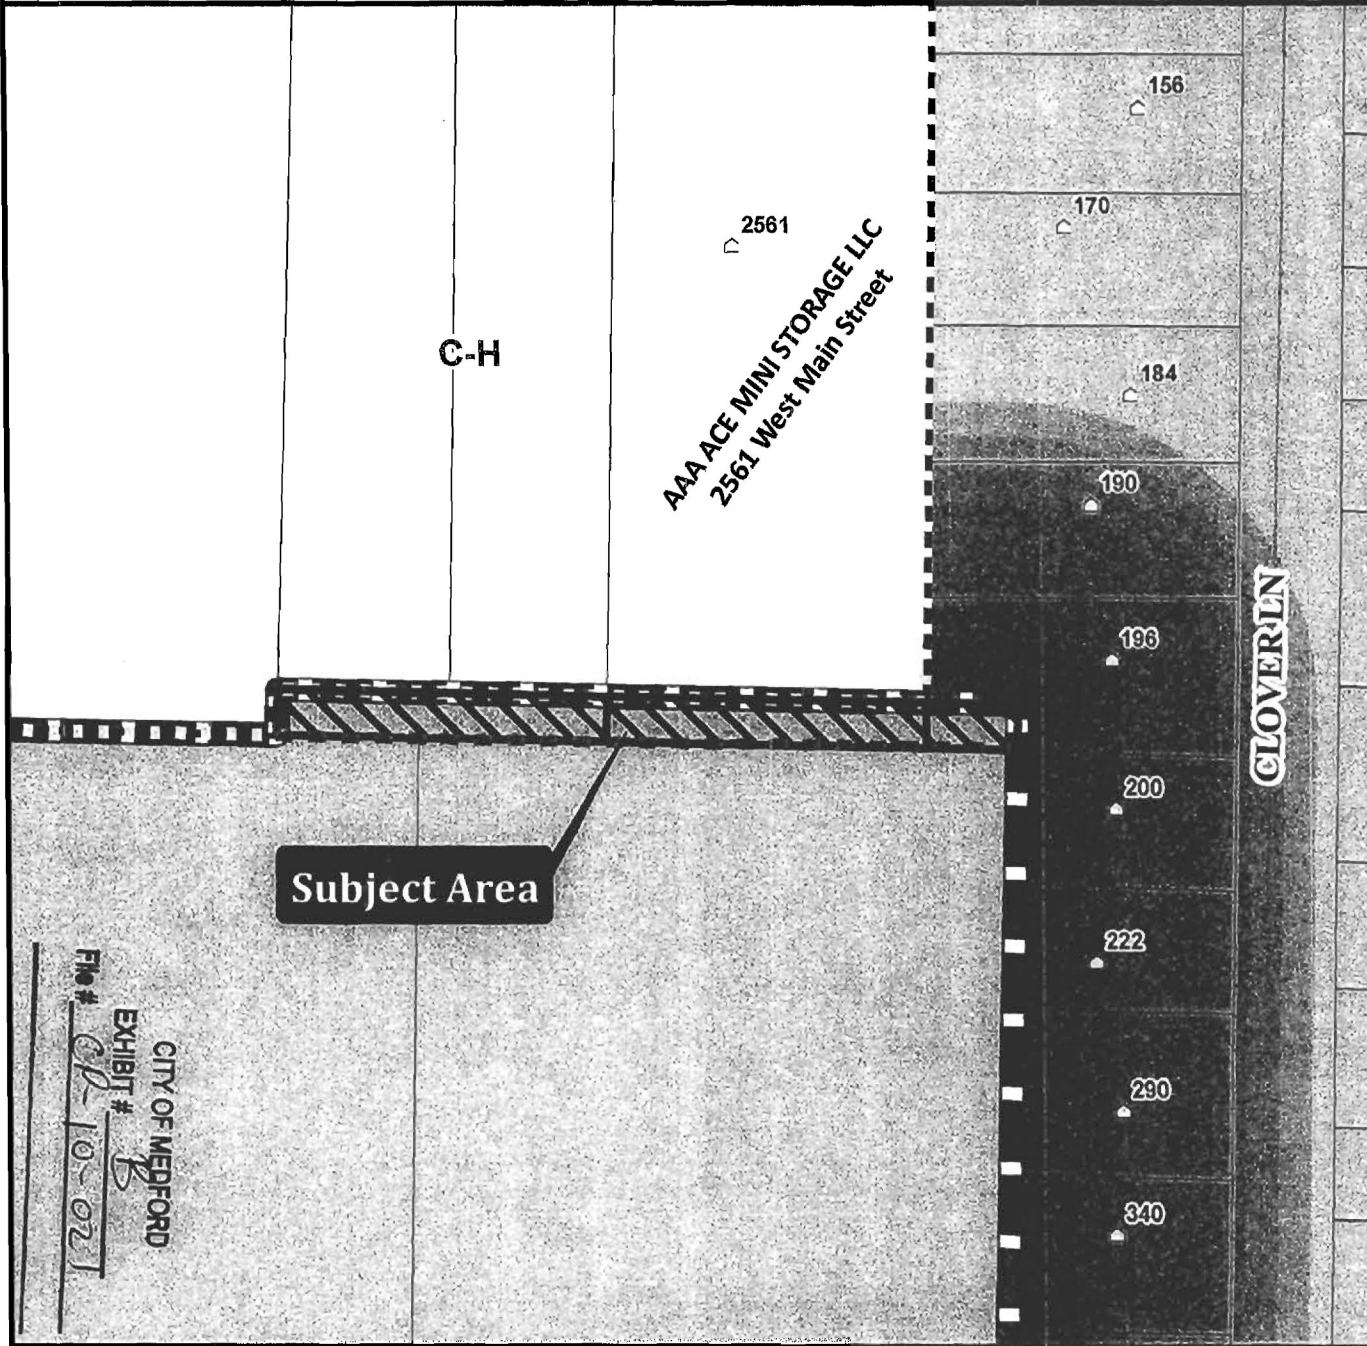 156
170
2561
AAA ACE MINI STORAGE LLC
2561 West Main Street
C-H
184
190
196
CLOVER LN
200
Subject Area
222
290
340
CITY OF MEDFORD
EXHIBIT # B
File # CP-10-021